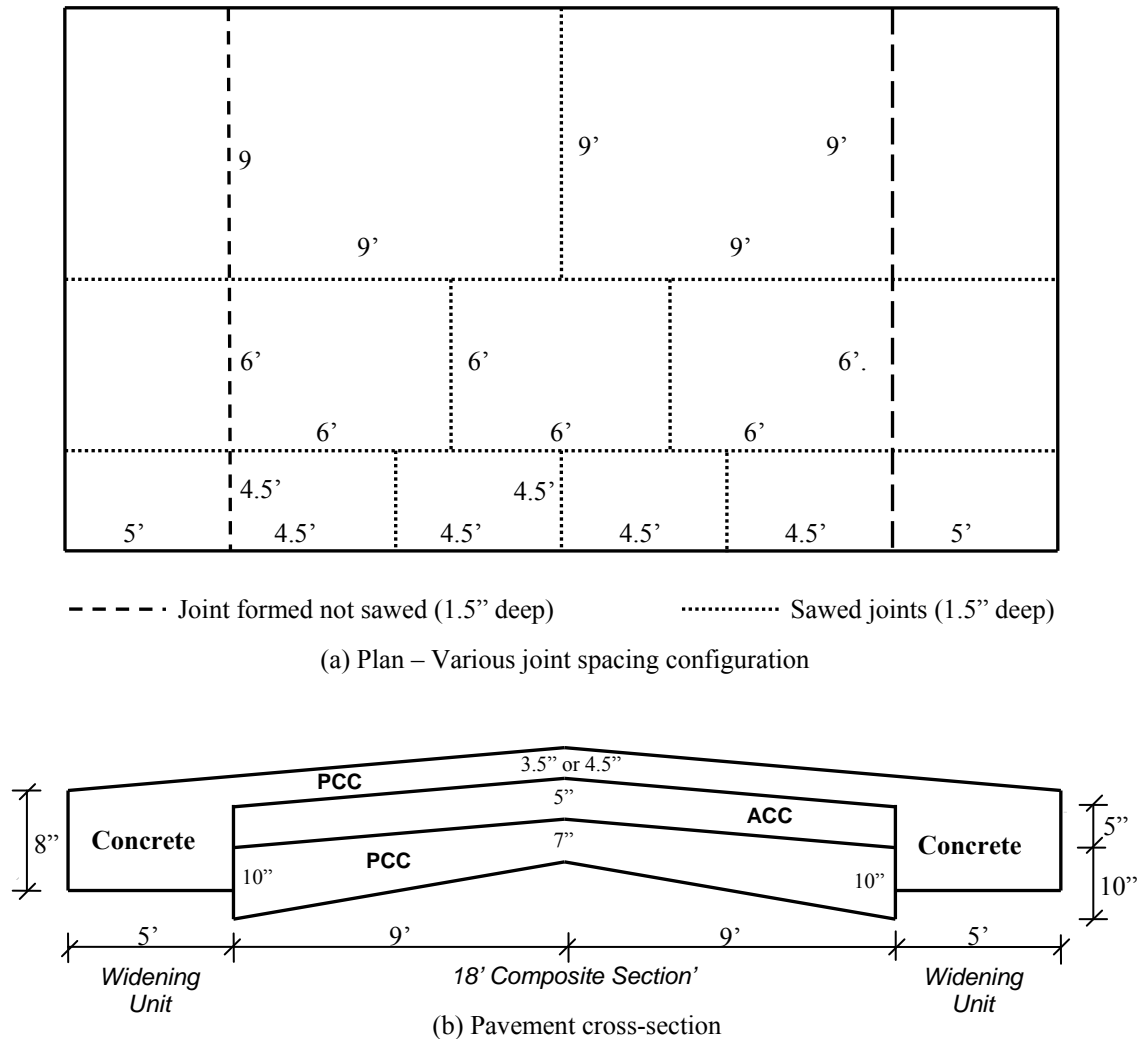 9 9’ 9’
9’ 9’
6’ 6’ 6’.
6’ 6’ 6’
4.5’ 4.5’
5’ 4.5’ 4.5’ 4.5’ 4.5’ 5’
Joint formed not sawed (1.5” deep) Sawed joints (1.5” deep)
(a) Plan – Various joint spacing configuration
3.5” or 4.5”
PCC
5”
ACC 5”
8” Concrete Concrete
7”
PCC
10” 10” 10”
5’ 9’ 9’ 5’
Widening Unit
18' Composite Section'
Widening Unit
(b) Pavement cross-section